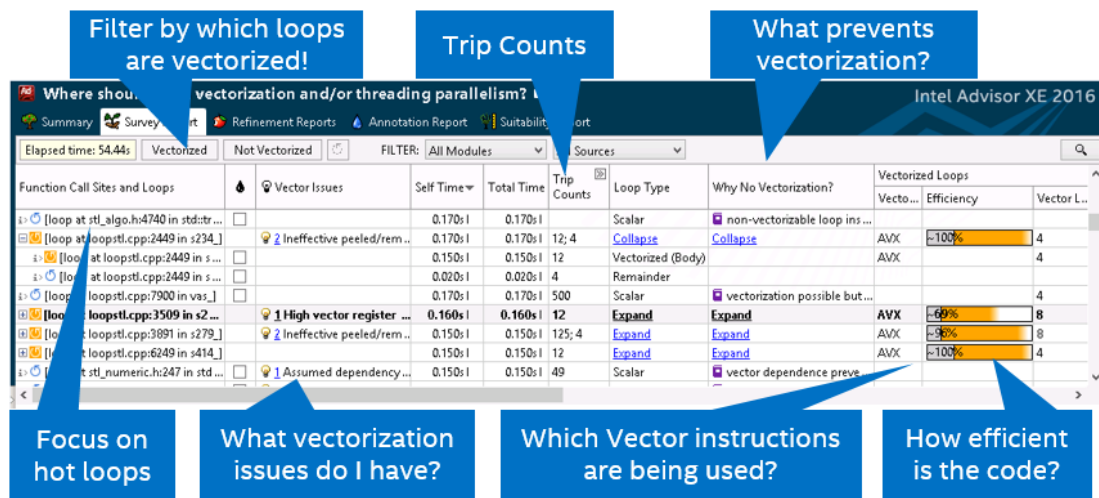 Filter by which loops
are vectorized!
Trip Counts
What prevents
vectorization?
Where shou vectorization and/or threading parallelism?
Intel Advisor XE 2016
Summary Survey rt Refinement Reports Annotation Report Suitabilit ort
Elapsed time: 54.44s Vectorized Not Vectorized FILTER: All Modules Sources
Function Call Sites and Loops Vector Issues Self Time Total Time Trip Counts Loop Type Why No Vectorization? Vectorized Loops
Vecto... Efficiency Vector L...
[loop at stl_algo.h:4740 in std::tr... 0.170s 0.170s Scalar non-vectorizable loop ins...
[loop at loopstl.cpp:2449 in s234_] 2 Ineffective peeled/rem... 0.170s 0.170s 12; 4 Collapse Collapse AVX ~100% 4
[loop at loopstl.cpp:2449 in s... 0.150s 0.150s 12 Vectorized (Body) AVX 4
[loop at loopstl.cpp:2449 in s... 0.020s 0.020s 4 Remainder
[loop loopstl.cpp:7900 in vas_] 0.170s 0.170s 500 Scalar vectorization possible but... 4
[loop loopstl.cpp:3509 in s2... 1 High vector register ... 0.160s 0.160s 12 Expand Expand AVX ~69% 8
[loop loopstl.cpp:3891 in s279_] 2 Ineffective peeled/rem... 0.150s 0.150s 125; 4 Expand Expand AVX ~96% 8
[loop loopstl.cpp:6249 in s414_] 0.150s 0.150s 12 Expand Expand AVX ~100% 4
[loop at stl_numeric.h:247 in std... 1 Assumed dependency... 0.150s 0.150s 49 Scalar vector dependence preve...
Focus on
hot loops
What vectorization
issues do I have?
Which Vector instructions
are being used?
How efficient
is the code?